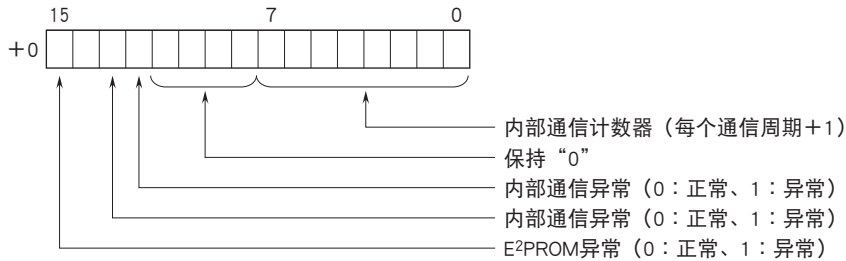 15 7 0
+0
内部通信计数器（每个通信周期+1）
保持“0”
内部通信异常（0：正常、1：异常）
内部通信异常（0：正常、1：异常）
E²PROM异常（0：正常、1：异常）